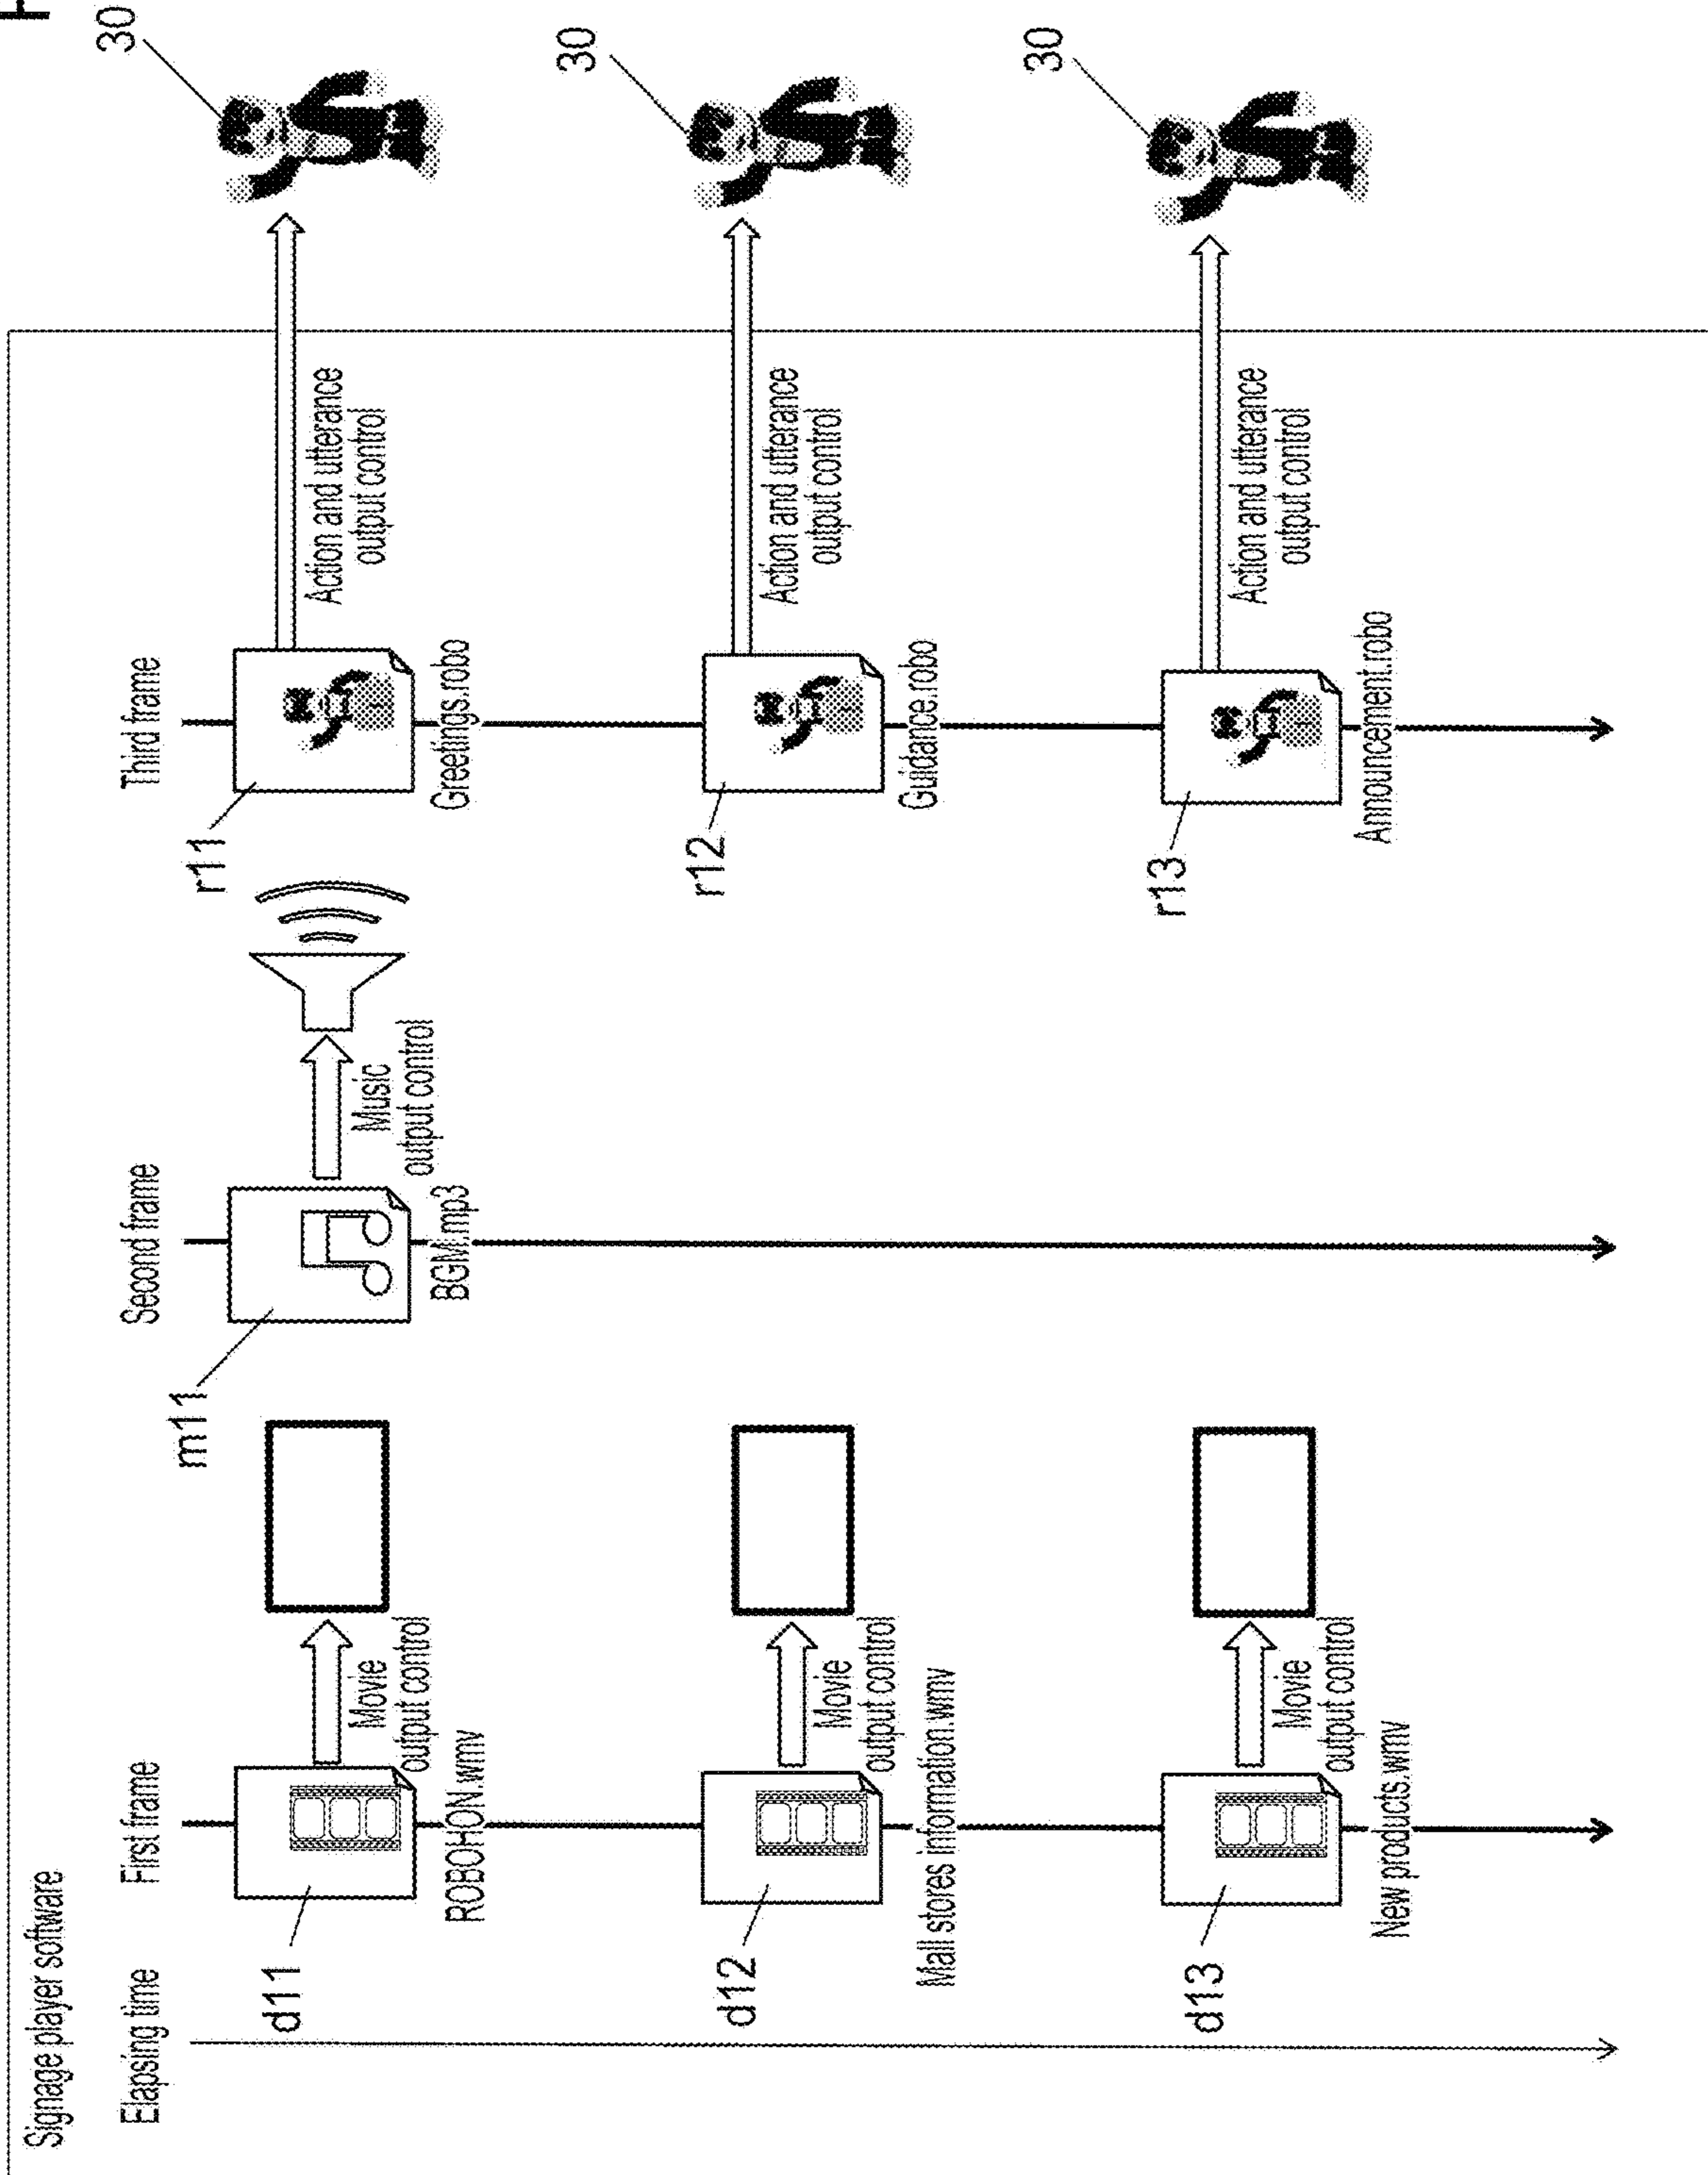 Signage player software
Elapsing time
First frame
Second frame
Third frame
30
m11
r11
d11
Movie
output control
Music
output control
Action and utterance
output control
ROBOHON.wmv
BGM.mp3
Greetings.robo
30
d12
r12
Movie
output control
Action and utterance
output control
Mall stores information.wmv
Guidance.robo
30
d13
r13
Movie
output control
Action and utterance
output control
New products.wmv
Announcement.robo